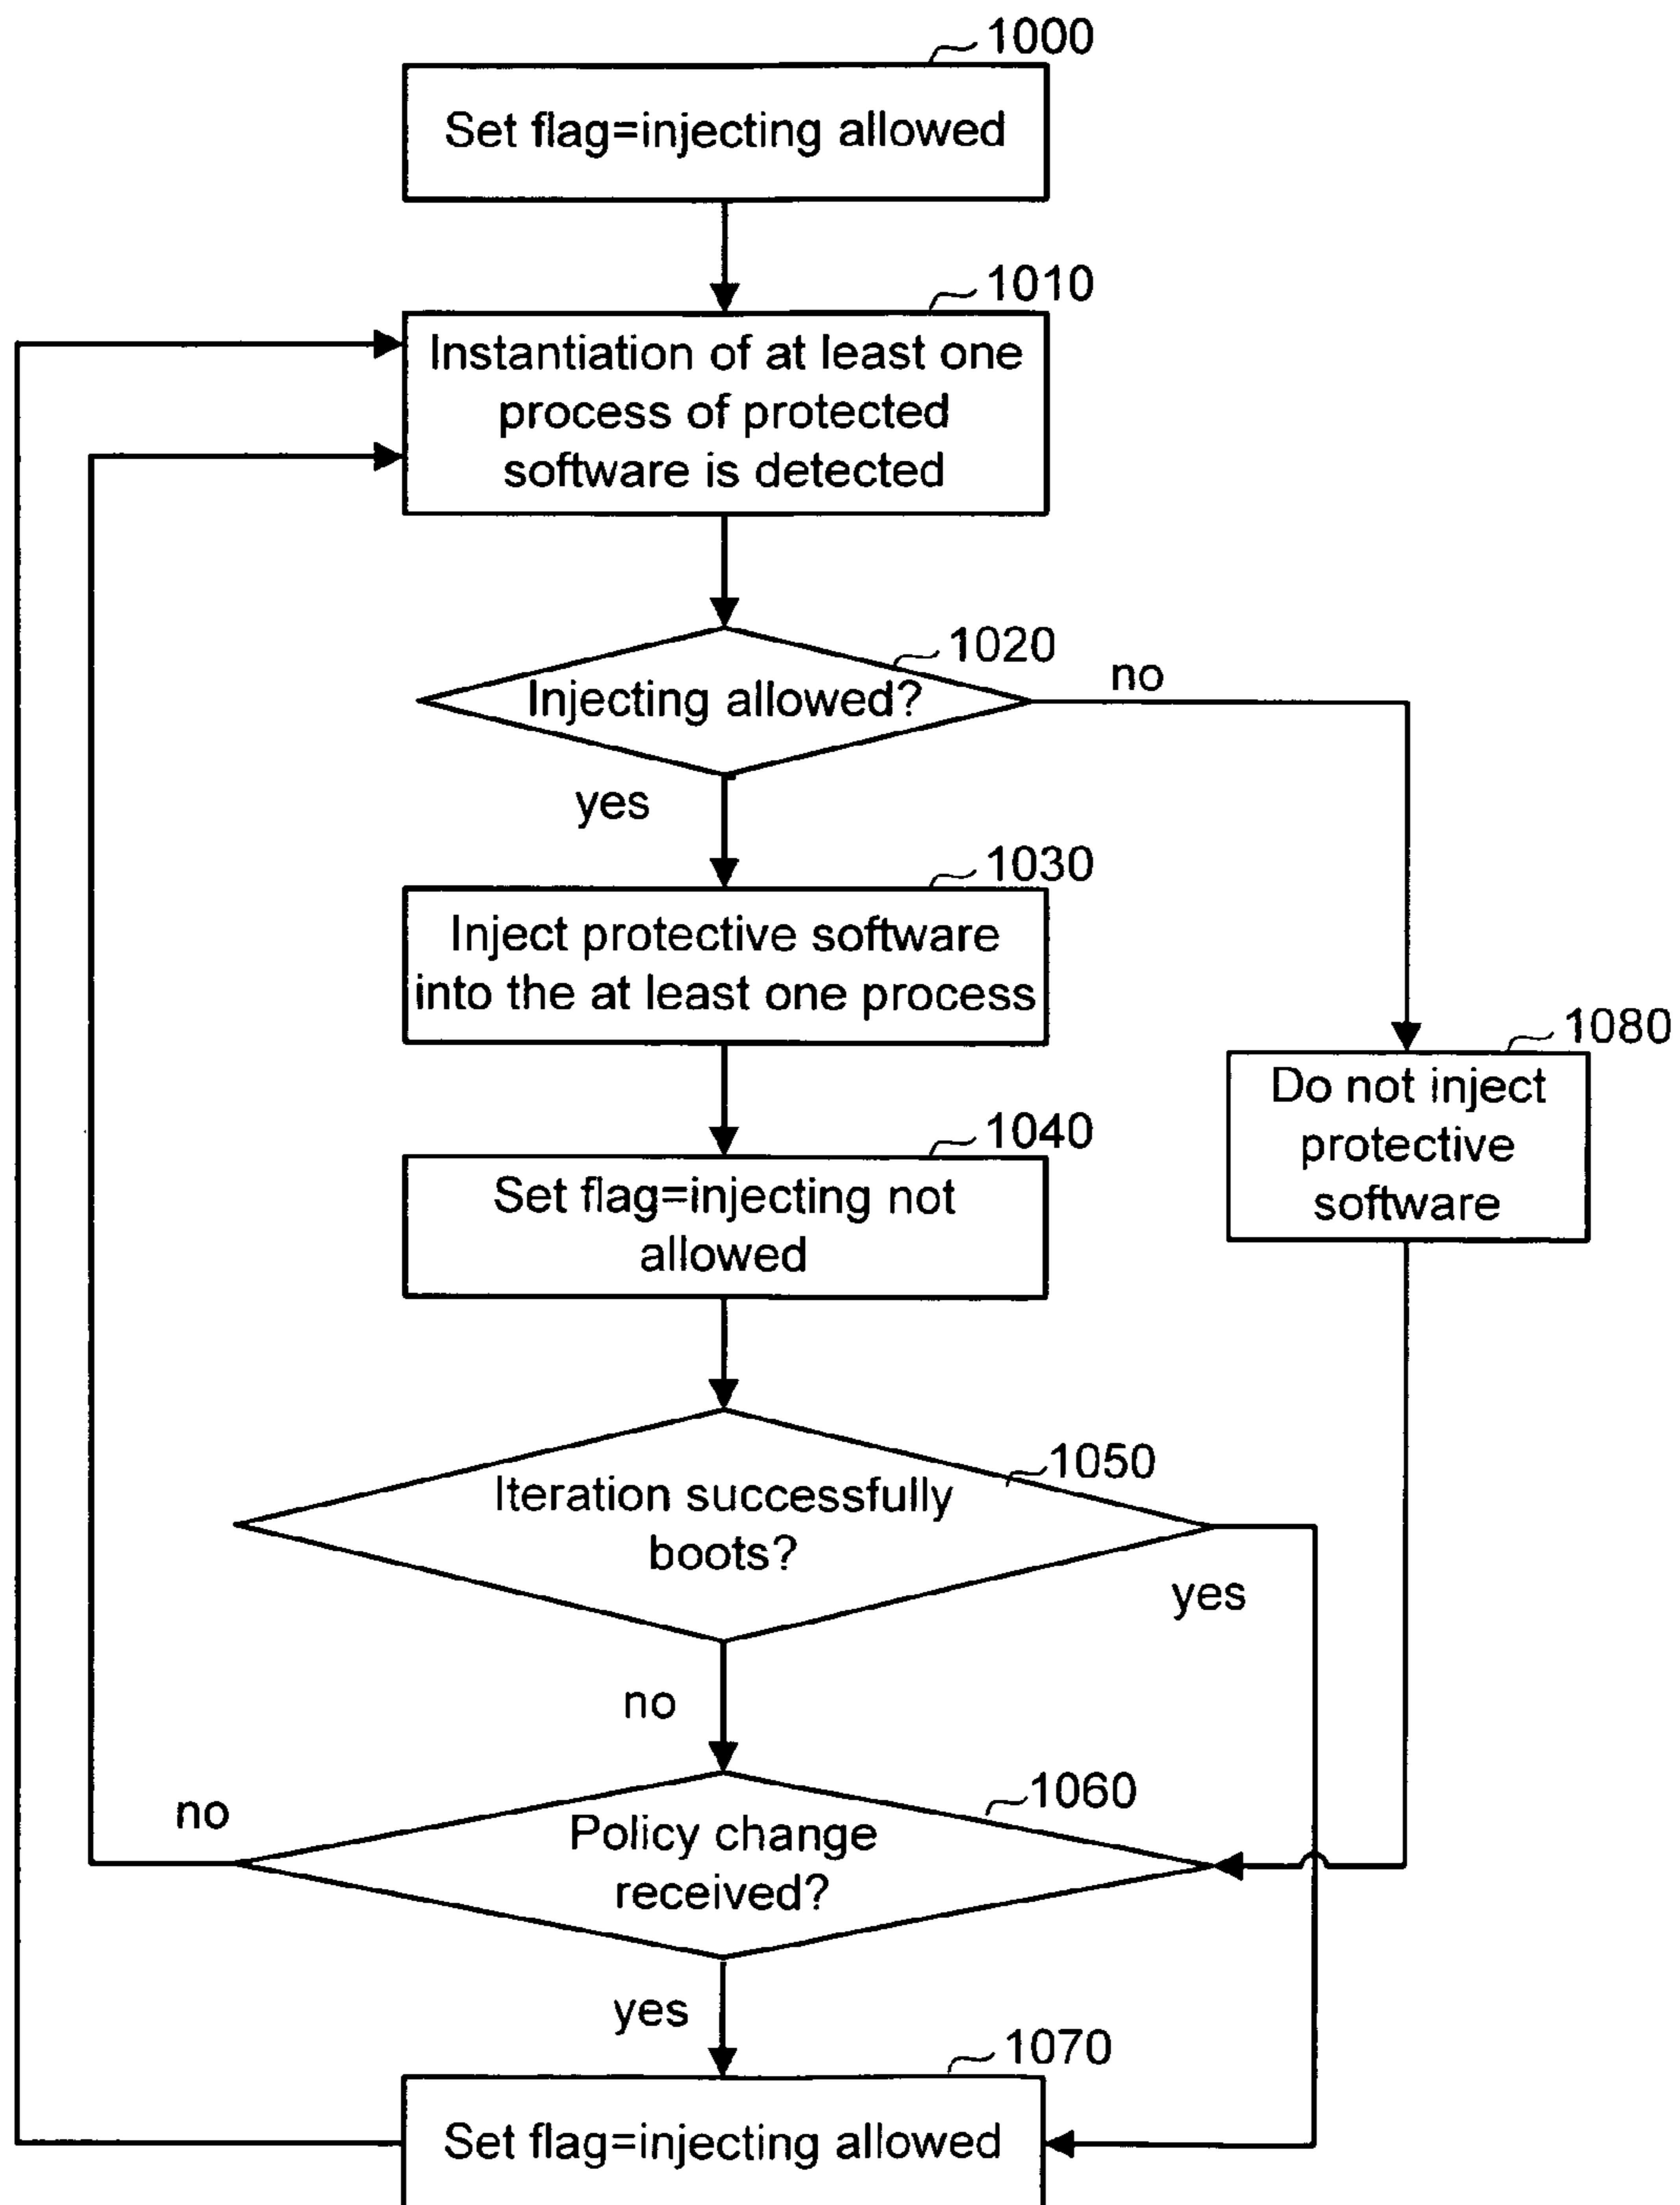 1000
Set flag=injecting allowed
1010
Instantiation of at least one
process of protected
software is detected
1020
Injecting allowed?
no
yes
1030
Inject protective software
into the at least one process
1080
Do not inject
protective
software
1040
Set flag=injecting not
allowed
1050
Iteration successfully
boots?
yes
no
1060
Policy change
received?
no
yes
1070
Set flag=injecting allowed